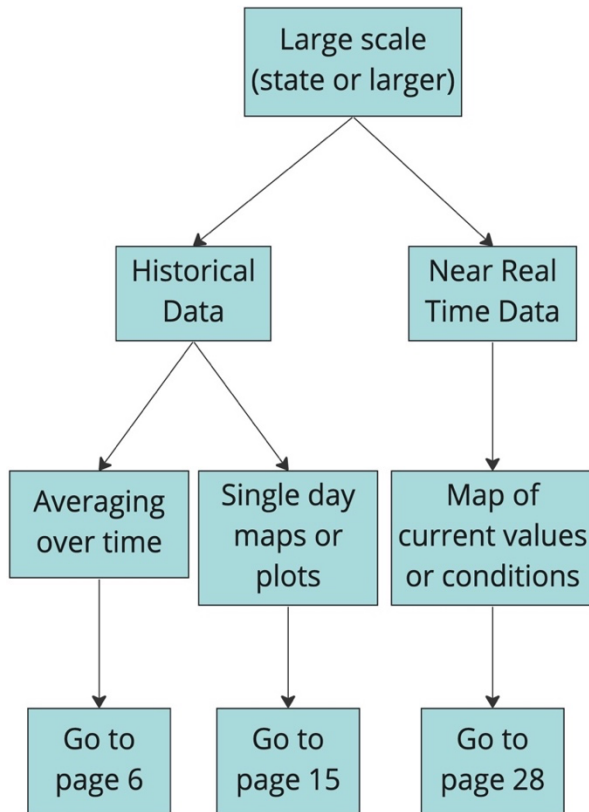 Large scale
(state or larger)
Historical
Data
Near Real
Time Data
Averaging
over time
Single day
maps or
plots
Map of
current values
or conditions
Go to
page 6
Go to
page 15
Go to
page 28